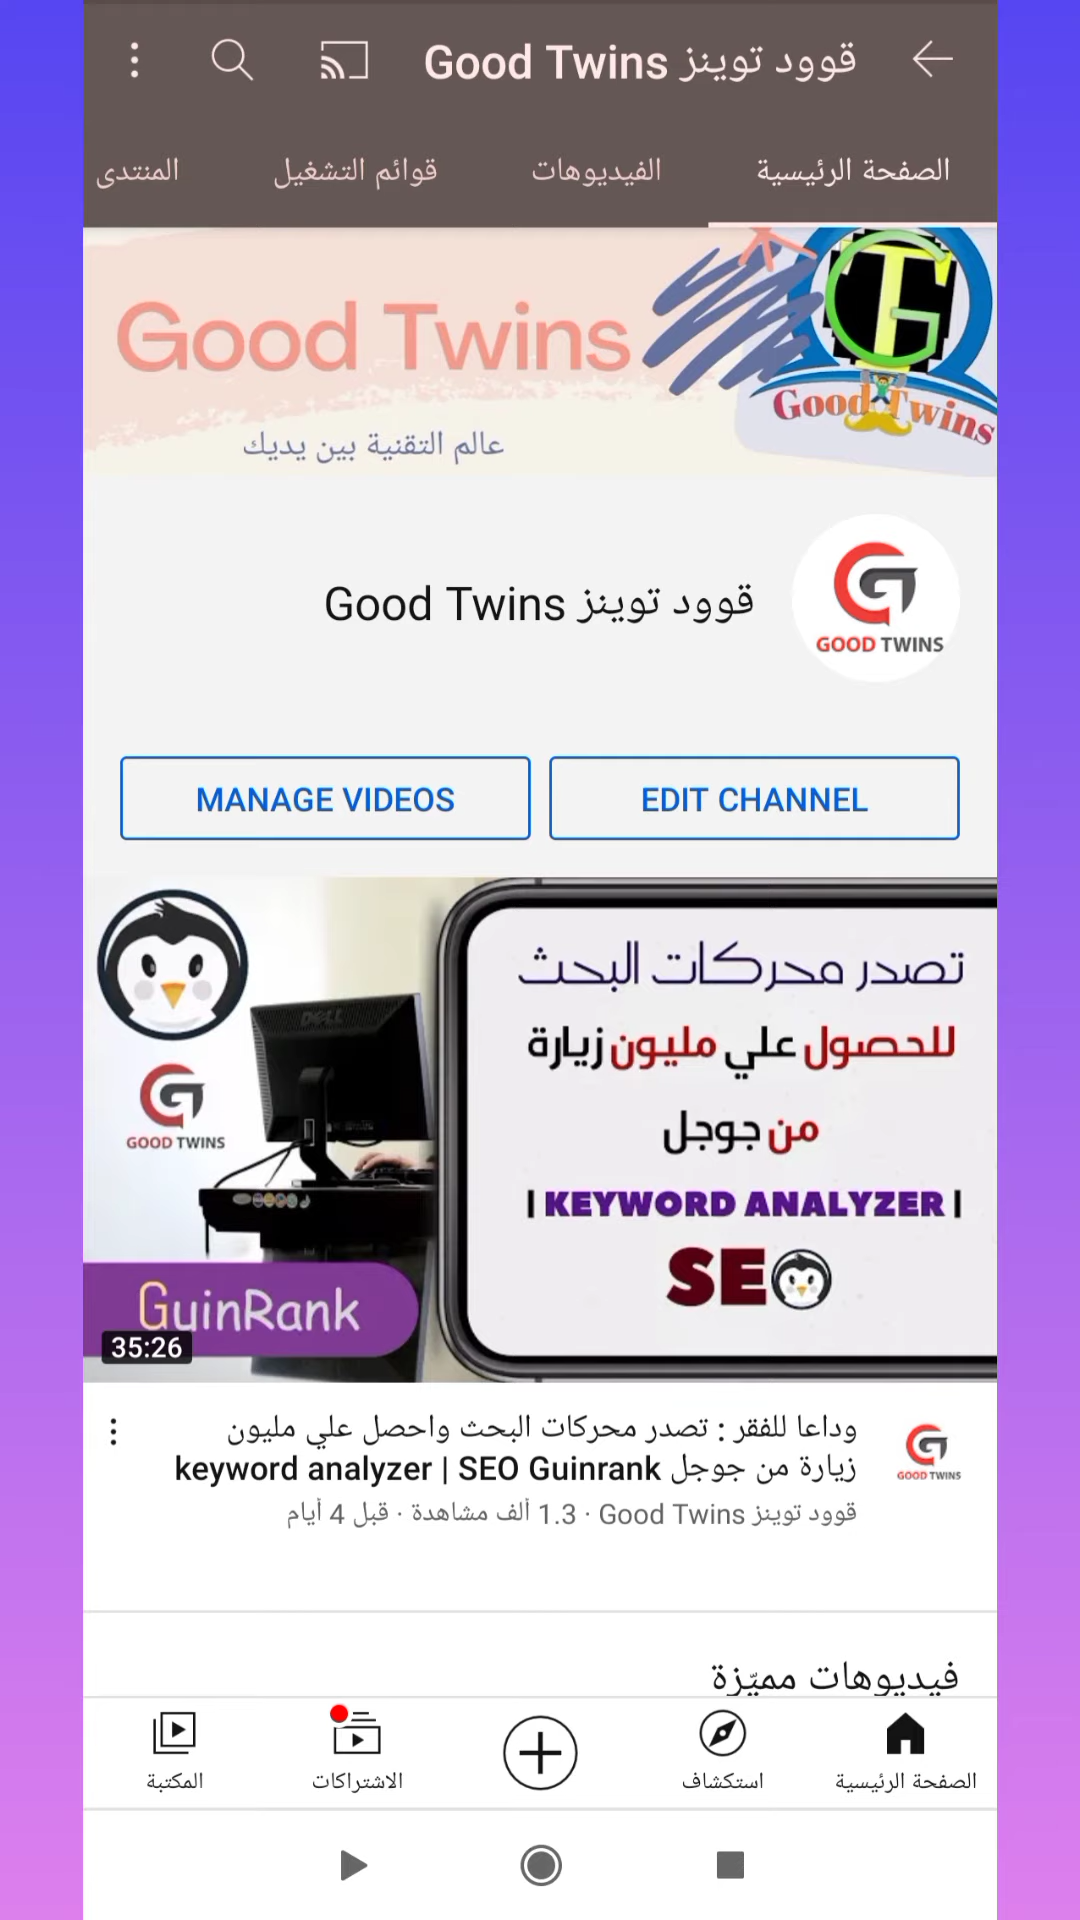 قوود توينز Good Twins
الصفحة الرئيسية
الفيديوهات
قوائم التشغيل
المنتدى
Good Twins
عالم التقنية بين يديك
TG
Good Twins
قوود توينز Good Twins
GOOD TWINS
MANAGE VIDEOS
EDIT CHANNEL
تصدر محركات البحث
للحصول علي مليون زيارة
من جوجل
| KEYWORD ANALYZER |
SEO
DELL
GOOD TWINS
GuinRank
35:26
وداعا للفقر : تصدر محركات البحث واحصل علي مليون
زيارة من جوجل keyword analyzer | SEO Guinrank
قوود توينز Good Twins · 1.3 ألف مشاهدة · قبل 4 أيام
GOOD TWINS
فيديوهات مميّزة
الصفحة الرئيسية
استكشاف
الاشتراكات
المكتبة